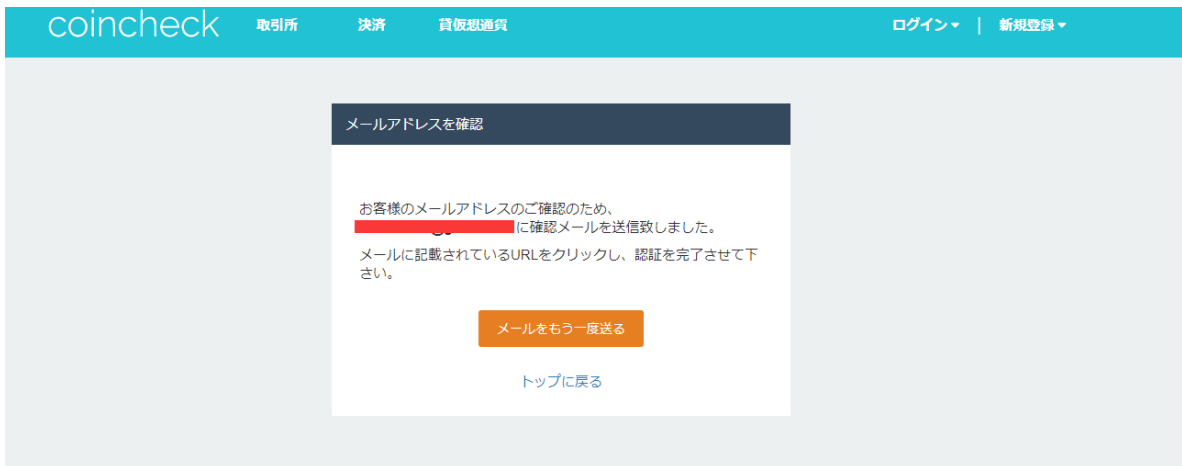 coincheck 取引所 決済 貸仮想通貨 ログイン | 新規登録
メールアドレスを確認
お客様のメールアドレスのご確認のため、
に確認メールを送信致しました。
メールに記載されているURLをクリックし、認証を完了させて下
さい。
メールをもう一度送る
トップに戻る